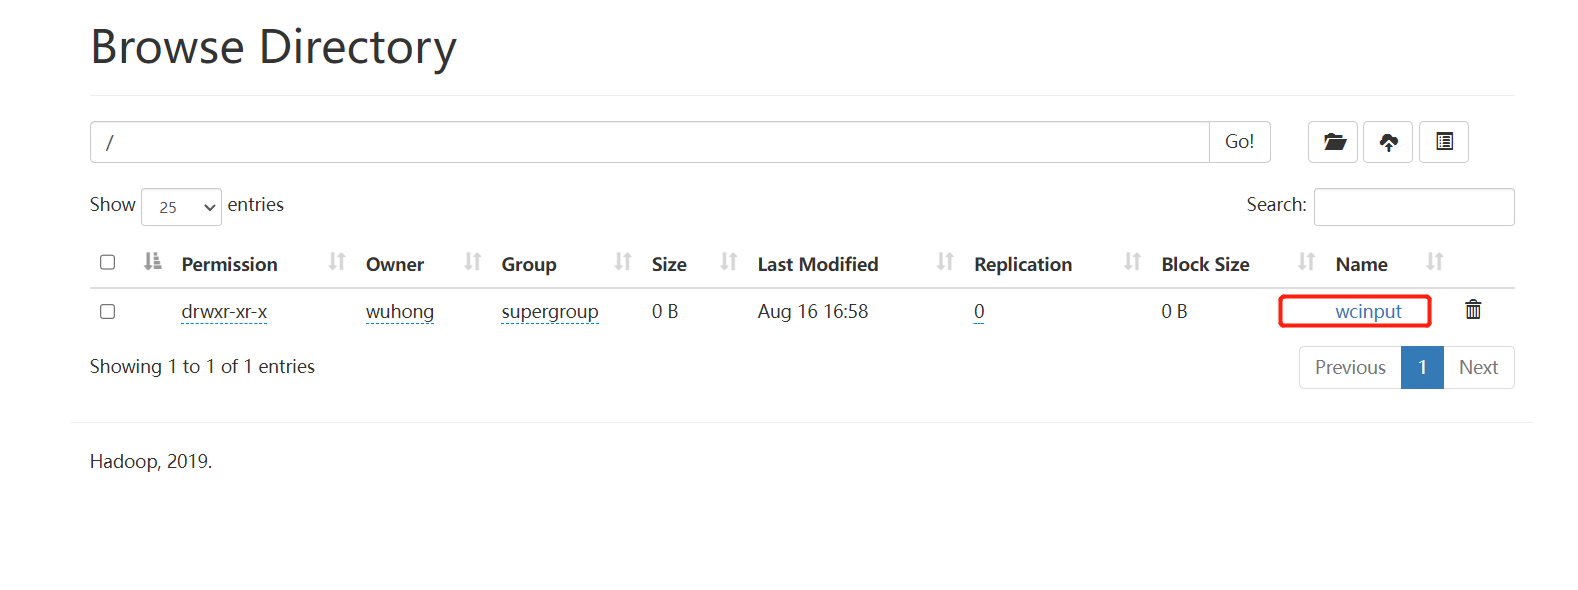 Browse Directory
/ Go!
Show 25 entries Search:
Permission Owner Group Size Last Modified Replication Block Size Name
drwxr-xr-x wuhong supergroup 0 B Aug 16 16:58 0 0 B wcinput
Showing 1 to 1 of 1 entries Previous 1 Next
Hadoop, 2019.